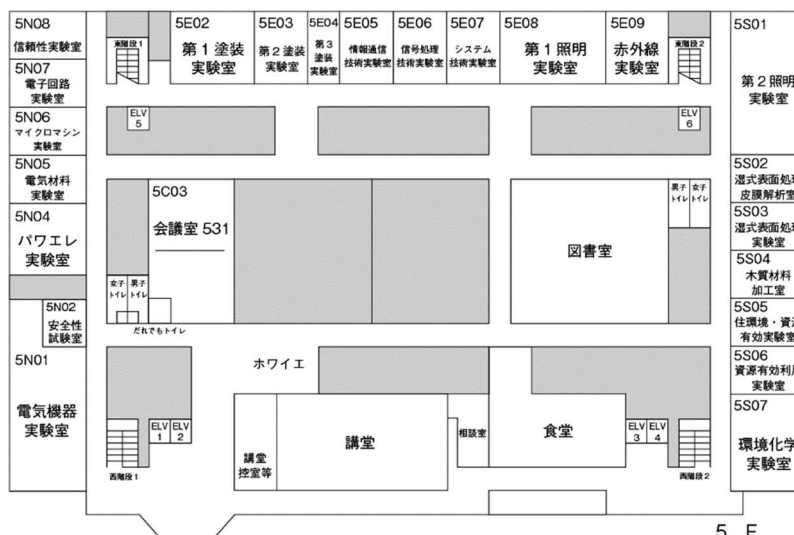 5N08
信頼性実験室
5N07
電子回路
実験室
5N06
マイクロマシン
実験室
5N05
電気材料
実験室
5N04
パワエレ
実験室
5N02
安全性
試験室
5N01
電気機器
実験室
東階段1
5E02
第1塗装
実験室
5E03
第2塗装
実験室
5E04
第3
塗装
実験室
5E05
情報通信
技術実験室
5E06
信号処理
技術実験室
5E07
システム
技術実験室
5E08
第1照明
実験室
5E09
赤外線
実験室
東階段2
ELV
5
ELV
6
5C03
会議室 531
女子
トイレ
男子
トイレ
だれでもトイレ
図書室
男子
トイレ
女子
トイレ
ホワイエ
ELV
1
ELV
2
西階段1
講堂
控室等
講堂
相談室
食堂
ELV
3
ELV
4
西階段2
5S01
第2照明
実験室
5S02
湿式表面処
皮膜解析室
5S03
湿式表面処
実験室
5S04
木質材料
加工室
5S05
住環境・資
有効実験室
5S06
資源有効利
実験室
5S07
環境化学
実験室
5 F